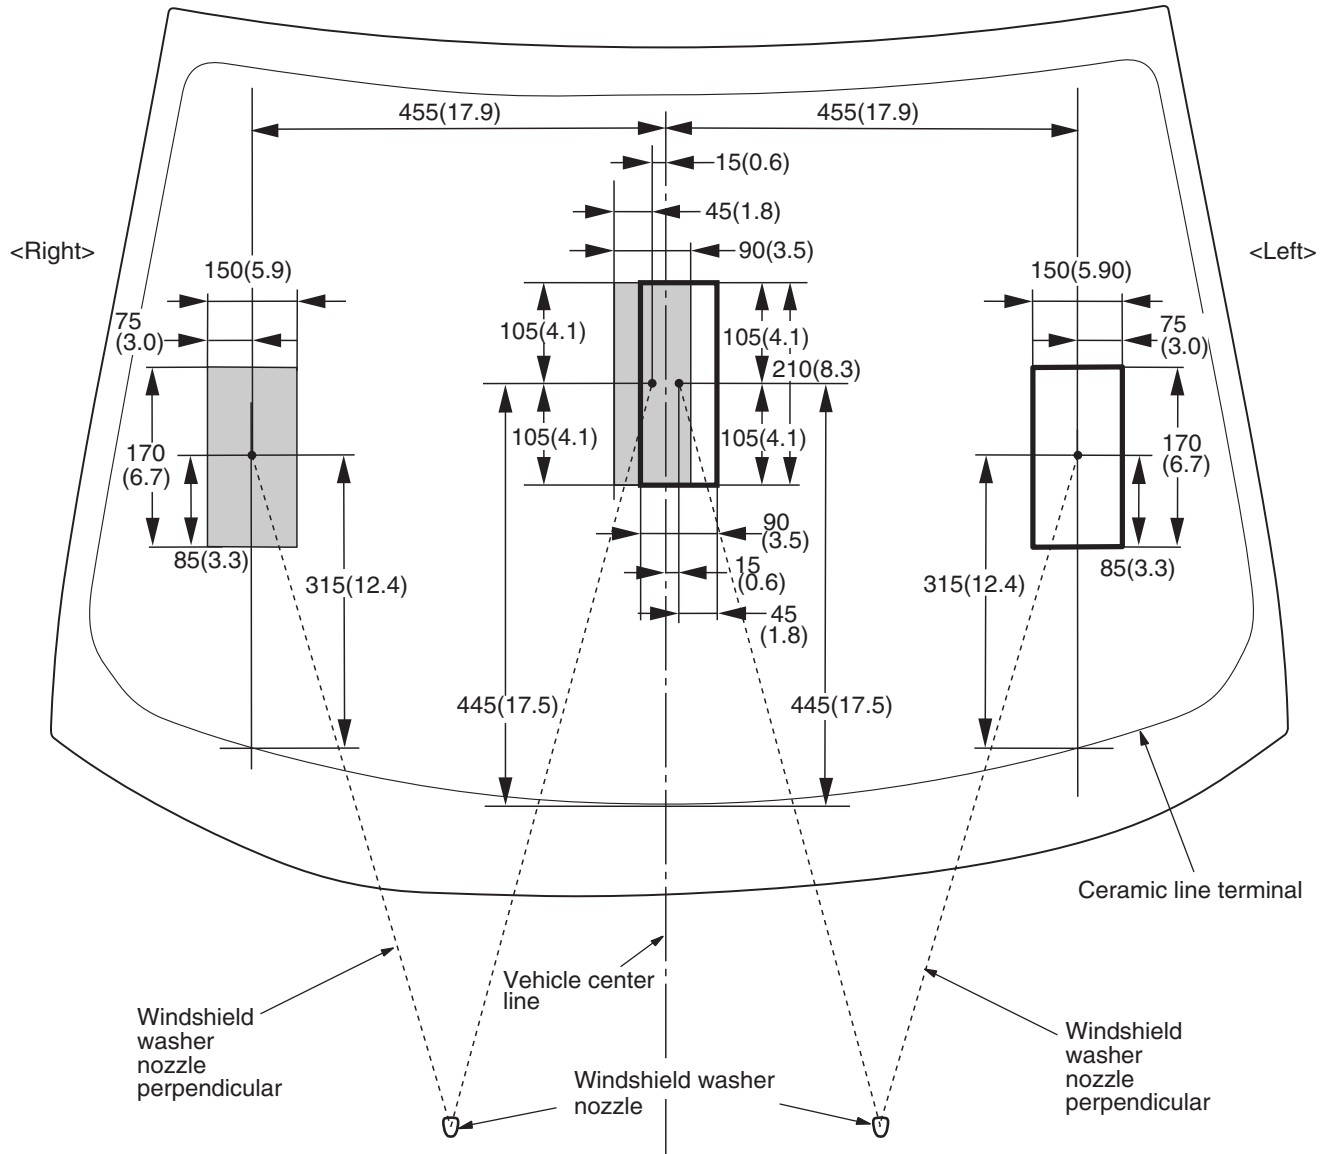 455(17.9)
455(17.9)
15(0.6)
45(1.8)
<Right>
90(3.5)
<Left>
150(5.9)
150(5.90)
75
(3.0)
105(4.1)
105(4.1)
75
(3.0)
210(8.3)
170
(6.7)
105(4.1)
105(4.1)
170
(6.7)
85(3.3)
90
(3.5)
85(3.3)
315(12.4)
15
(0.6)
315(12.4)
45
(1.8)
445(17.5)
445(17.5)
Ceramic line terminal
Vehicle center
line
Windshield
washer
nozzle
perpendicular
Windshield
washer
nozzle
perpendicular
Windshield washer
nozzle